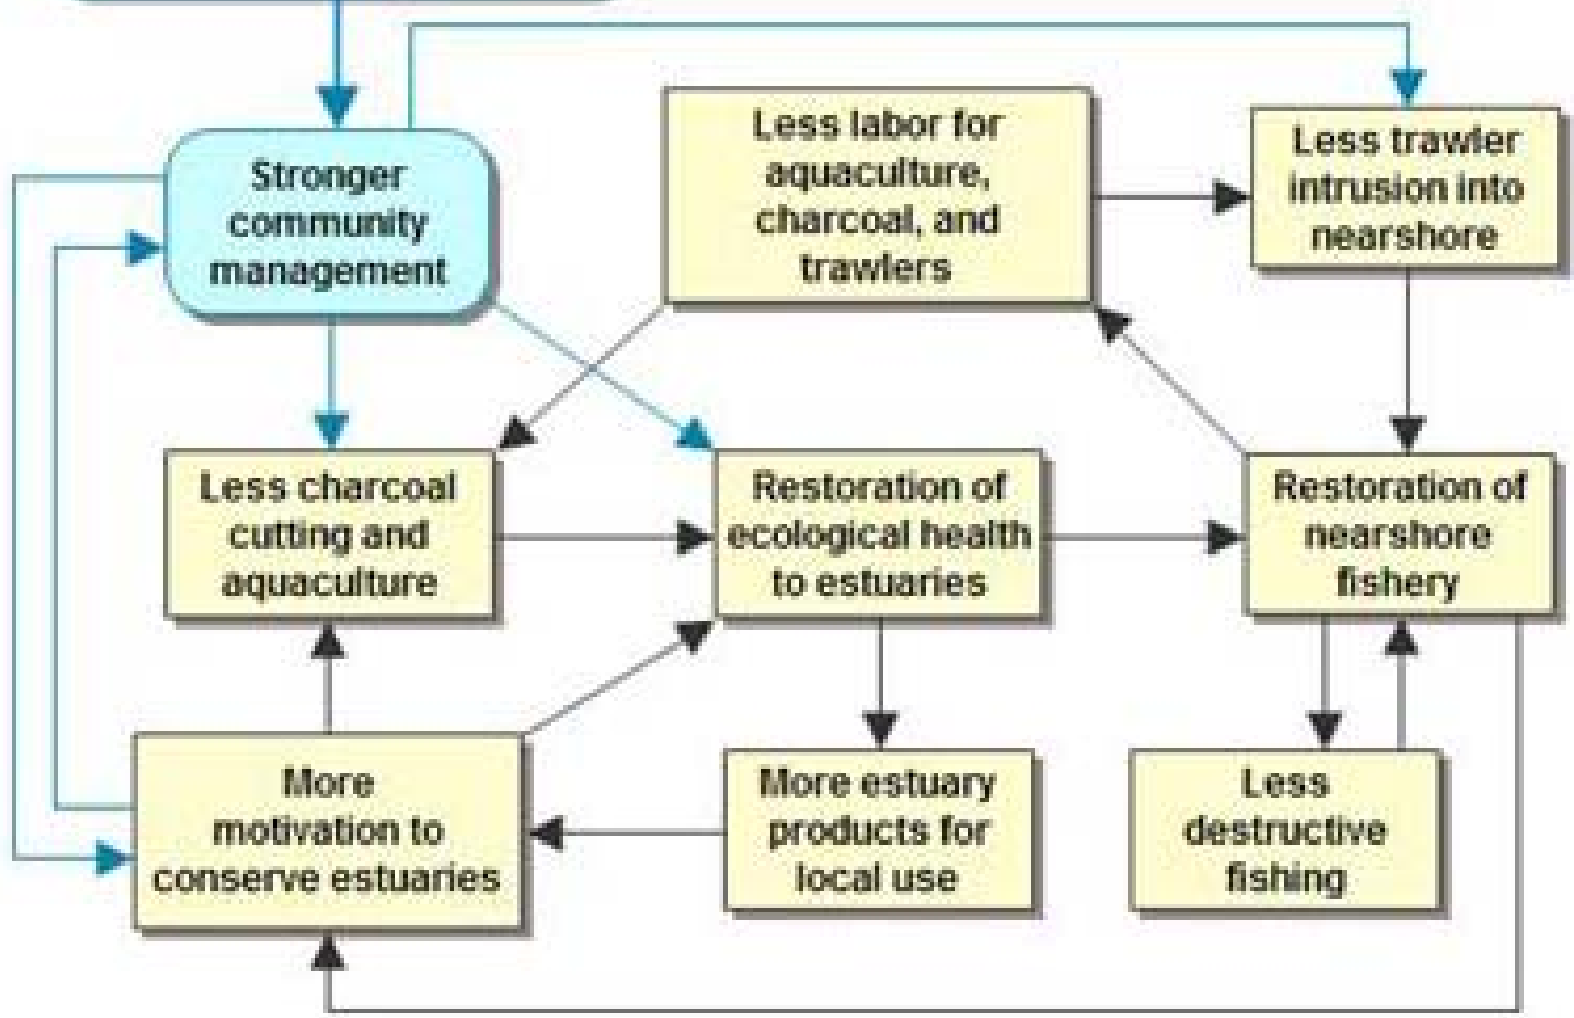 Stronger
community
management
Less labor for
aquaculture,
charcoal, and
trawlers
Less trawler
intrusion into
nearshore
Less charcoal
cutting and
aquaculture
Restoration of
ecological health
to estuaries
Restoration of
nearshore
fishery
More
motivation to
conserve estuaries
More estuary
products for
local use
Less
destructive
fishing